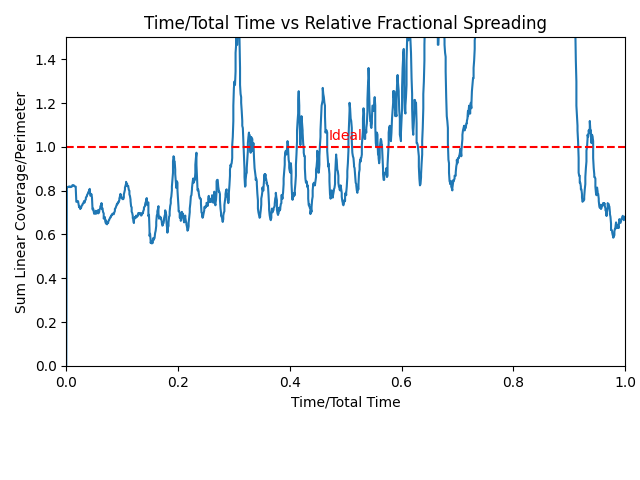 Time/Total Time vs Relative Fractional Spreading
Sum Linear Coverage/Perimeter
1.4
1.2
1.0
0.8
0.6
0.4
0.2
0.0
Ideal
0.0 0.2 0.4 0.6 0.8 1.0
Time/Total Time